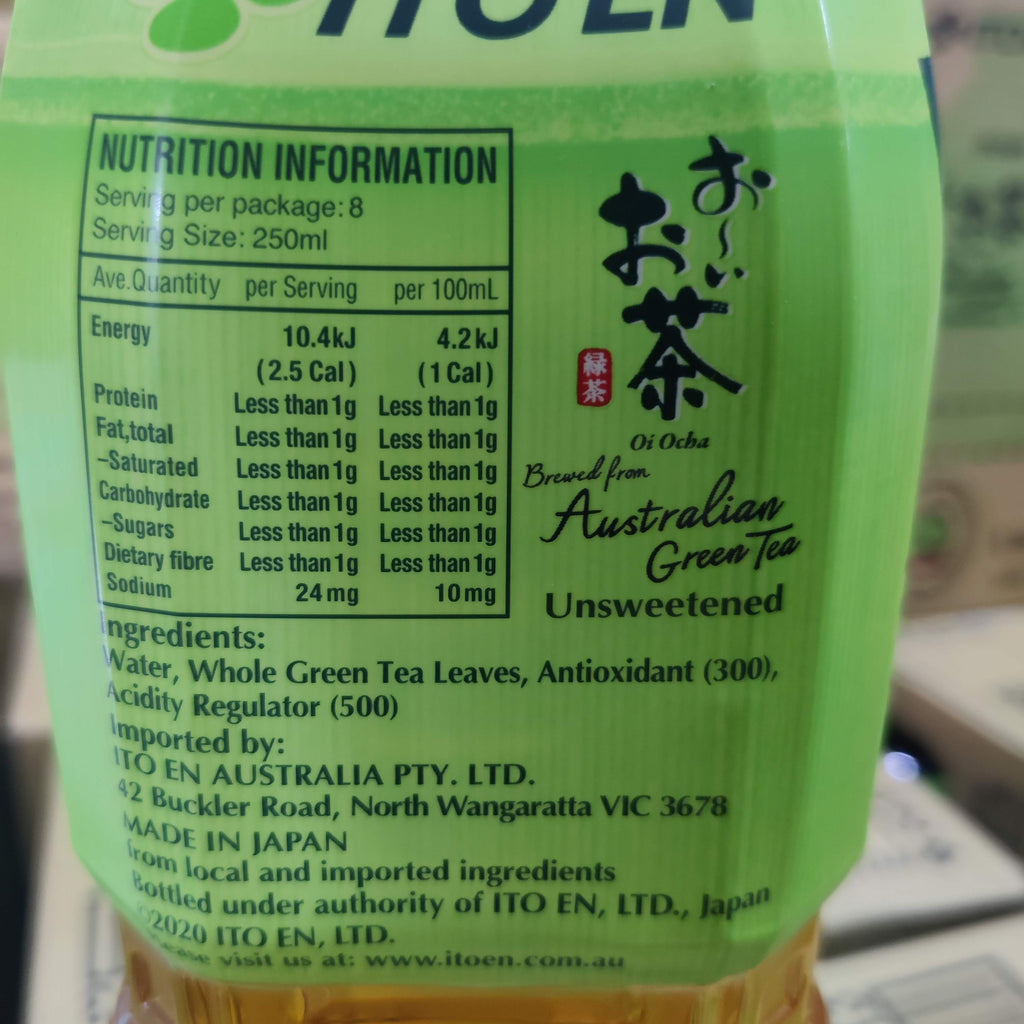 ITO EN
NUTRITION INFORMATION
Serving per package: 8
Serving Size: 250ml
Ave.Quantity per Serving per 100mL
Energy 10.4kJ 4.2kJ
(2.5 Cal) (1 Cal)
Protein Less than 1g Less than 1g
Fat,total Less than 1g Less than 1g
–Saturated Less than 1g Less than 1g
Carbohydrate Less than 1g Less than 1g
–Sugars Less than 1g Less than 1g
Dietary fibre Less than 1g Less than 1g
Sodium 24mg 10mg
お〜い
お茶
緑茶
Oi Ocha
Brewed from
Australian
Green Tea
Unsweetened
Ingredients:
Water, Whole Green Tea Leaves, Antioxidant (300),
Acidity Regulator (500)
Imported by:
ITO EN AUSTRALIA PTY. LTD.
42 Buckler Road, North Wangaratta VIC 3678
MADE IN JAPAN
from local and imported ingredients
Bottled under authority of ITO EN, LTD., Japan
©2020 ITO EN, LTD.
Please visit us at: www.itoen.com.au